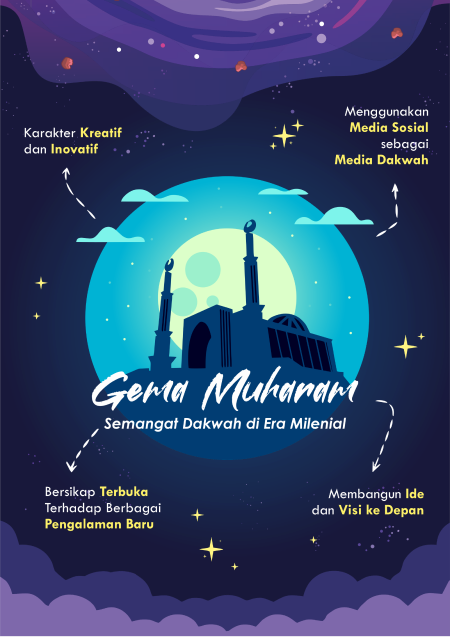 Karakter Kreatif
dan Inovatif
Menggunakan
Media Sosial
sebagai
Media Dakwah
Gema Muharam
Semangat Dakwah di Era Milenial
Bersikap Terbuka
Terhadap Berbagai
Pengalaman Baru
Membangun Ide
dan Visi ke Depan